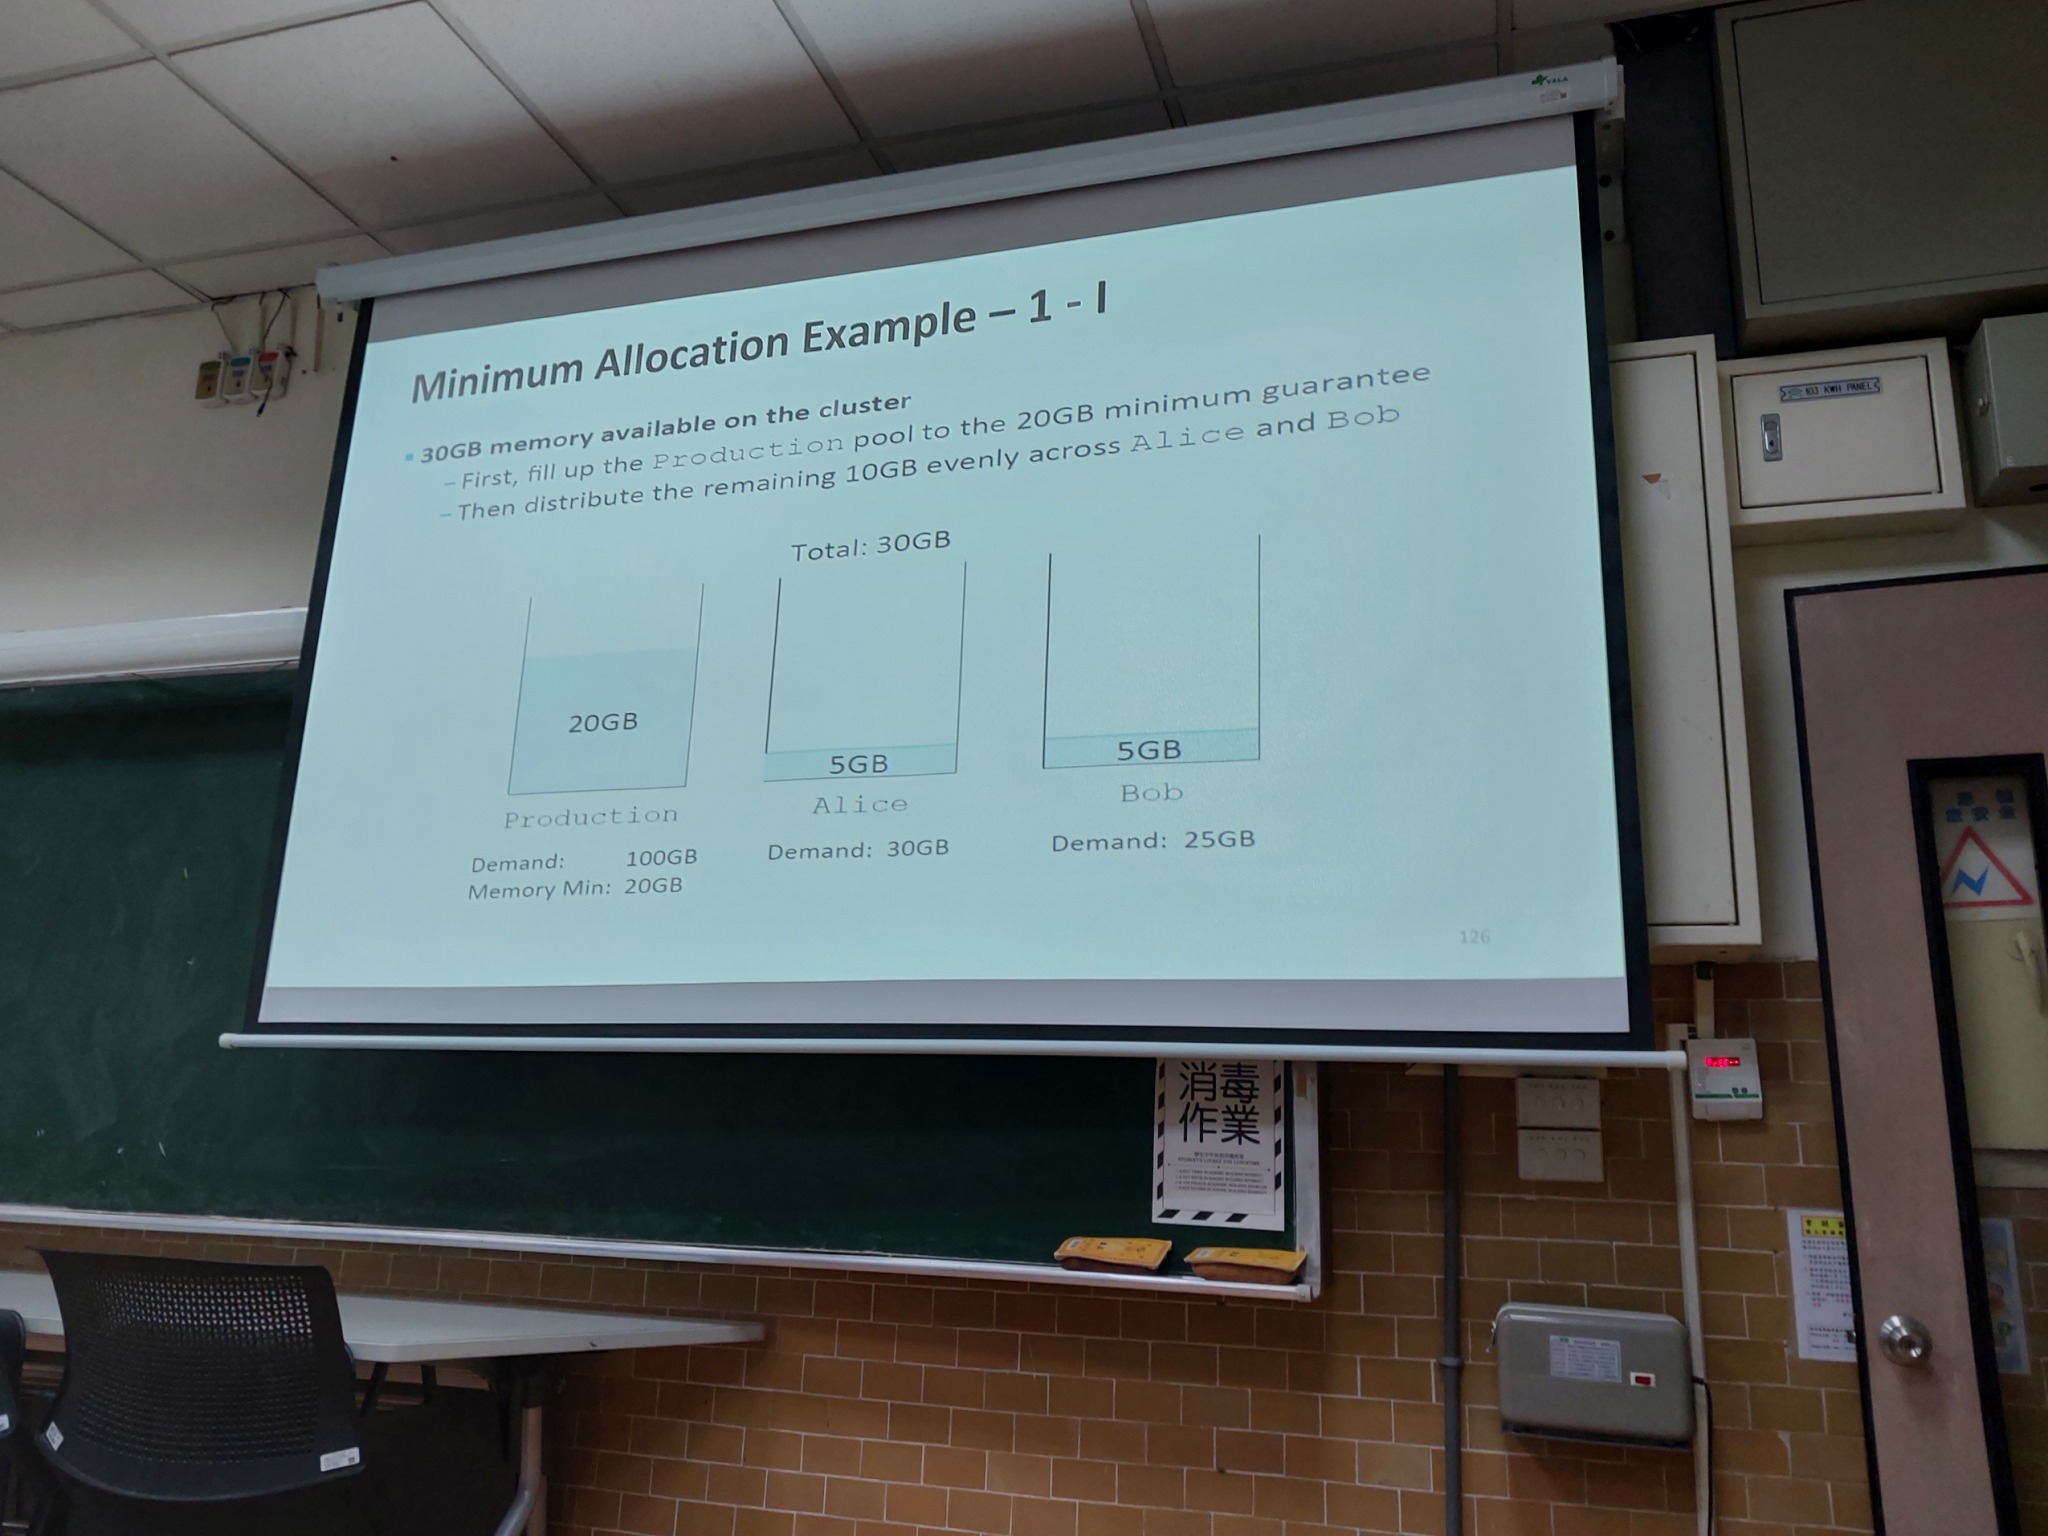 VALA
Minimum Allocation Example – 1 - I
30GB memory available on the cluster
– First, fill up the Production pool to the 20GB minimum guarantee
– Then distribute the remaining 10GB evenly across Alice and Bob
Total: 30GB
20GB
5GB
5GB
Production
Alice
Bob
Demand: 100GB
Memory Min: 20GB
Demand: 30GB
Demand: 25GB
126
KWH PANEL
消毒
作業